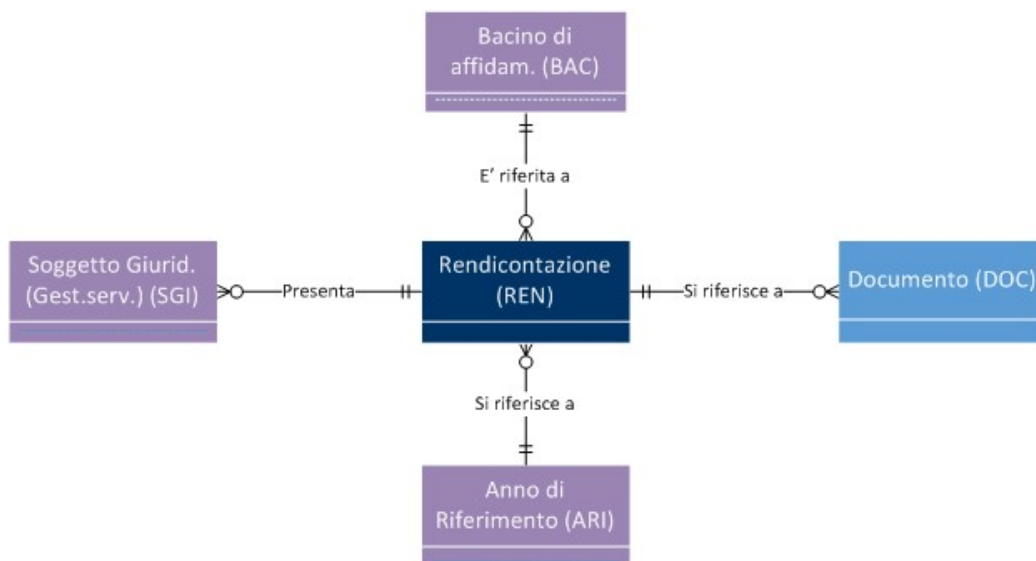 Bacino di
affidam. (BAC)
E' riferita a
Soggetto Giurid.
(Gest.serv.) (SGI)
Presenta
Rendicontazione
(REN)
Si riferisce a
Documento (DOC)
Si riferisce a
Anno di
Riferimento (ARI)